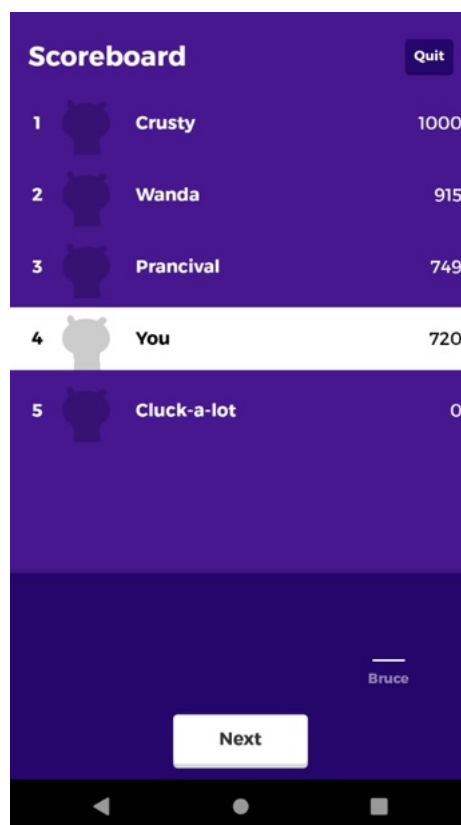 Scoreboard Quit
1 Crusty 1000
2 Wanda 915
3 Prancival 749
4 You 720
5 Cluck-a-lot 0
Bruce
Next